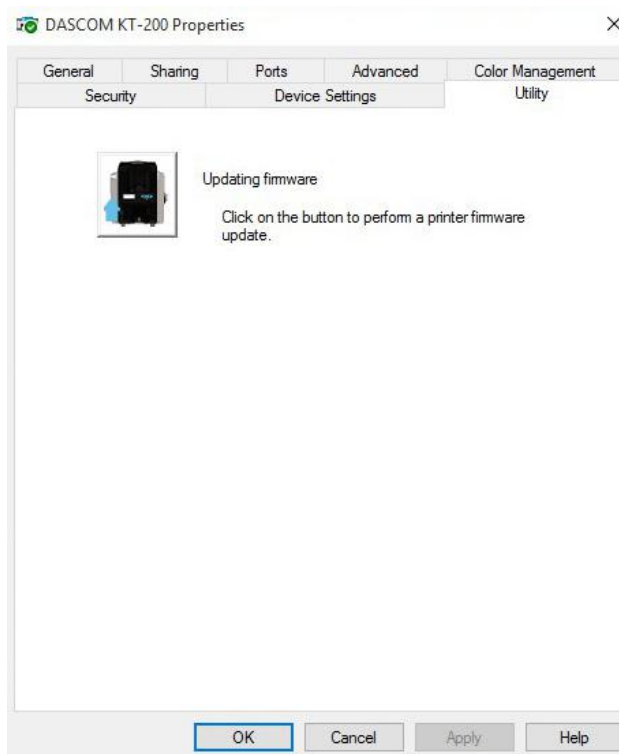 DASCOM KT-200 Properties
General Sharing Ports Advanced Color Management
Security Device Settings Utility
Updating firmware
Click on the button to perform a printer firmware
update.
OK Cancel Apply Help